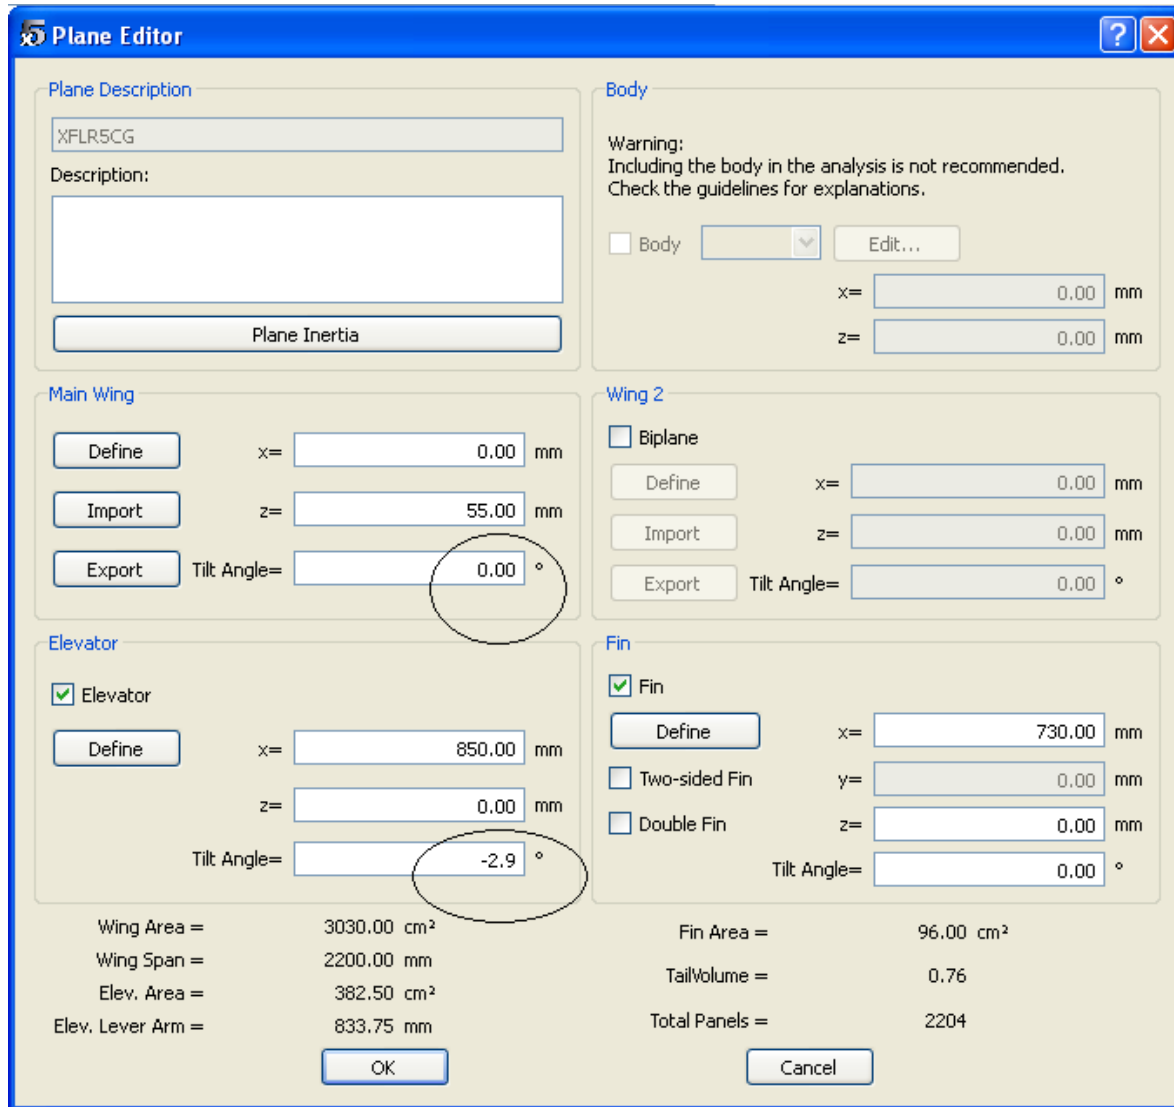 Plane Editor
Plane Description
XFLR5CG
Description:
Plane Inertia
Body
Warning:
Including the body in the analysis is not recommended.
Check the guidelines for explanations.
Body
Edit...
x= 0.00 mm
z= 0.00 mm
Main Wing
Define x= 0.00 mm
Import z= 55.00 mm
Export Tilt Angle= 0.00 °
Wing 2
Biplane
Define x= 0.00 mm
Import z= 0.00 mm
Export Tilt Angle= 0.00 °
Elevator
Elevator
Define x= 850.00 mm
z= 0.00 mm
Tilt Angle= -2.9 °
Fin
Fin
Define x= 730.00 mm
Two-sided Fin y= 0.00 mm
Double Fin z= 0.00 mm
Tilt Angle= 0.00 °
Wing Area = 3030.00 cm²
Wing Span = 2200.00 mm
Elev. Area = 382.50 cm²
Elev. Lever Arm = 833.75 mm
Fin Area = 96.00 cm²
TailVolume = 0.76
Total Panels = 2204
OK
Cancel